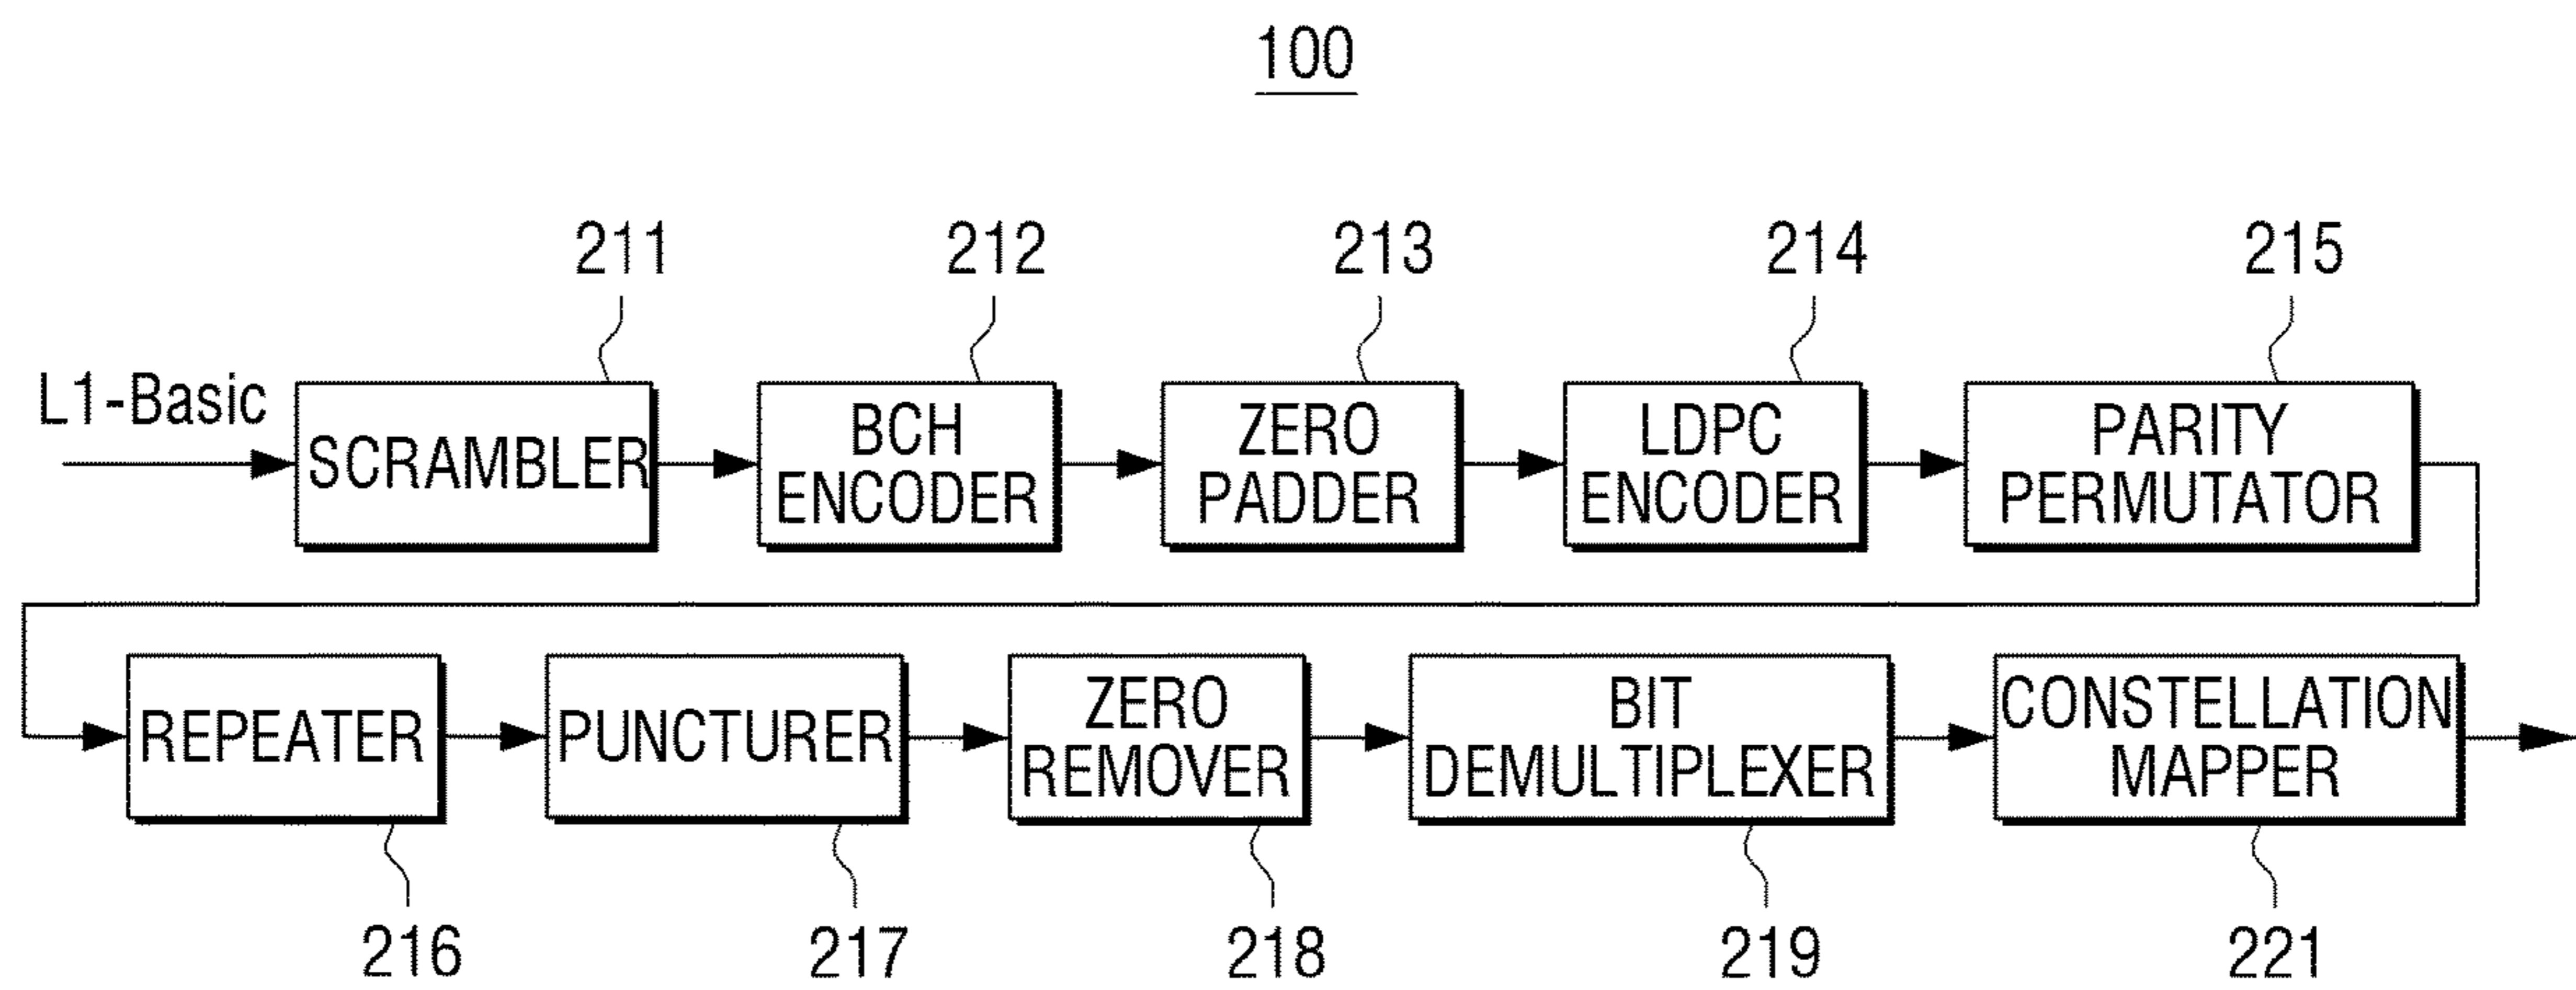 100
211
212
213
214
215
L1-Basic
SCRAMBLER
BCH
ENCODER
ZERO
PADDER
LDPC
ENCODER
PARITY
PERMUTATOR
REPEATER
PUNCTURER
ZERO
REMOVER
BIT
DEMULTIPLEXER
CONSTELLATION
MAPPER
216
217
218
219
221